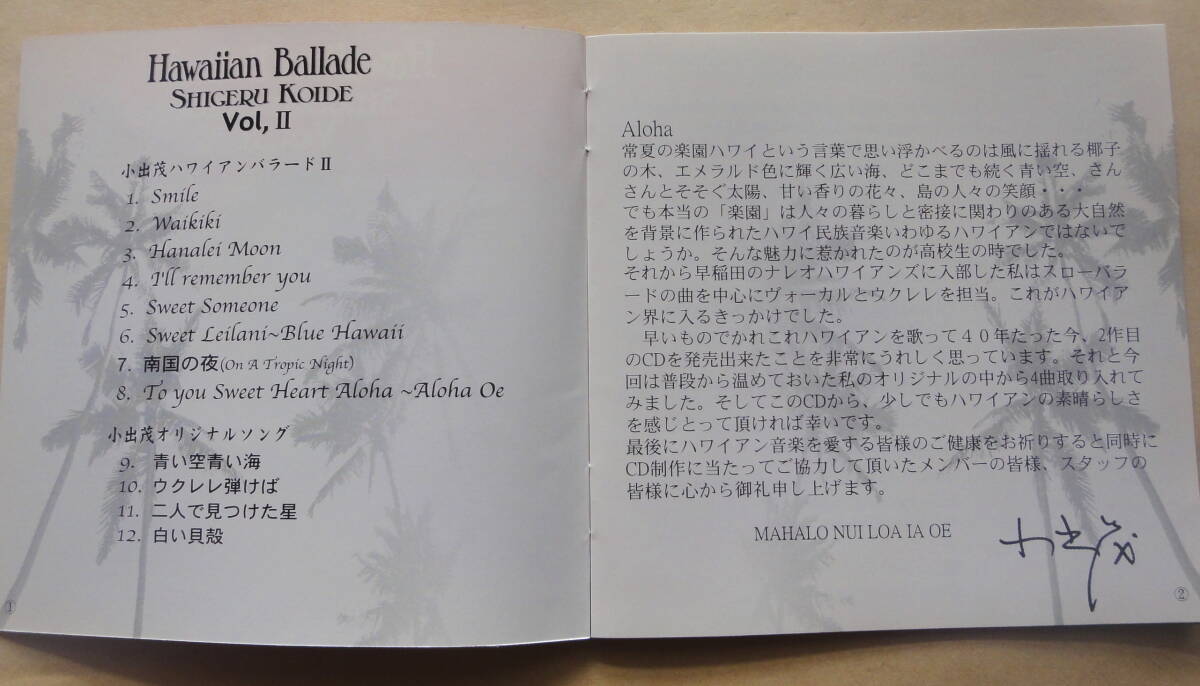 Hawaiian Ballade
SHIGERU KOIDE
Vol, II
小出茂ハワイアンバラードⅡ
1. Smile
2. Waikiki
3. Hanalei Moon
4. I'll remember you
5. Sweet Someone
6. Sweet Leilani~Blue Hawaii
7. 南国の夜(On A Tropic Night)
8. To you Sweet Heart Aloha ~Aloha Oe
小出茂オリジナルソング
9. 青い空青い海
10. ウクレレ弾けば
11. 二人で見つけた星
12. 白い貝殻
①
Aloha
常夏の楽園ハワイという言葉で思い浮かべるのは風に揺れる椰子
の木、エメラルド色に輝く広い海、どこまでも続く青い空、さん
さんとそそぐ太陽、甘い香りの花々、島の人々の笑顔・・・
でも本当の「楽園」は人々の暮らしと密接に関わりのある大自然
を背景に作られたハワイ民族音楽いわゆるハワイアンではないで
しょうか。そんな魅力に惹かれたのが高校生の時でした。
それから早稲田のナレオハワイアンズに入部した私はスローバラ
ードの曲を中心にヴォーカルとウクレレを担当。これがハワイア
ン界に入るきっかけでした。
早いものでかれこれハワイアンを歌って４０年たった今、2作目
のCDを発売出来たことを非常にうれしく思っています。それと今
回は普段から温めておいた私のオリジナルの中から4曲取り入れて
みました。そしてこのCDから、少しでもハワイアンの素晴らしさ
を感じとって頂ければ幸いです。
最後にハワイアン音楽を愛する皆様のご健康をお祈りすると同時に
CD制作に当たってご協力して頂いたメンバーの皆様、スタッフの
皆様に心から御礼申し上げます。
MAHALO NUI LOA IA OE
小出茂
②